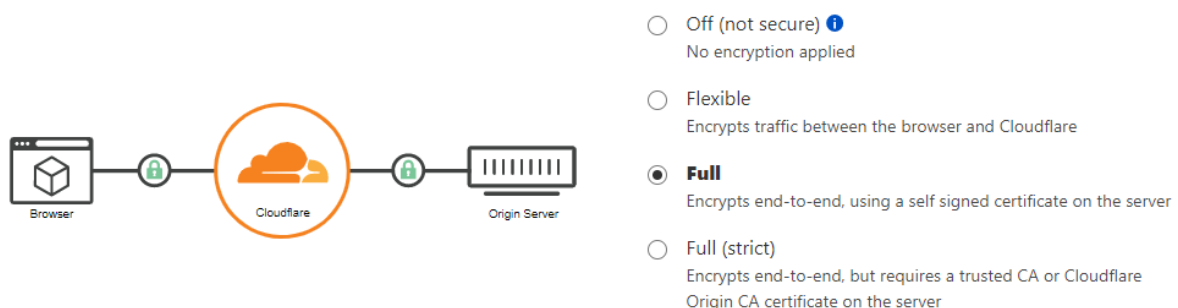 Off (not secure)
No encryption applied
Flexible
Encrypts traffic between the browser and Cloudflare
Full
Encrypts end-to-end, using a self signed certificate on the server
Full (strict)
Encrypts end-to-end, but requires a trusted CA or Cloudflare
Origin CA certificate on the server
Browser
Cloudflare
Origin Server